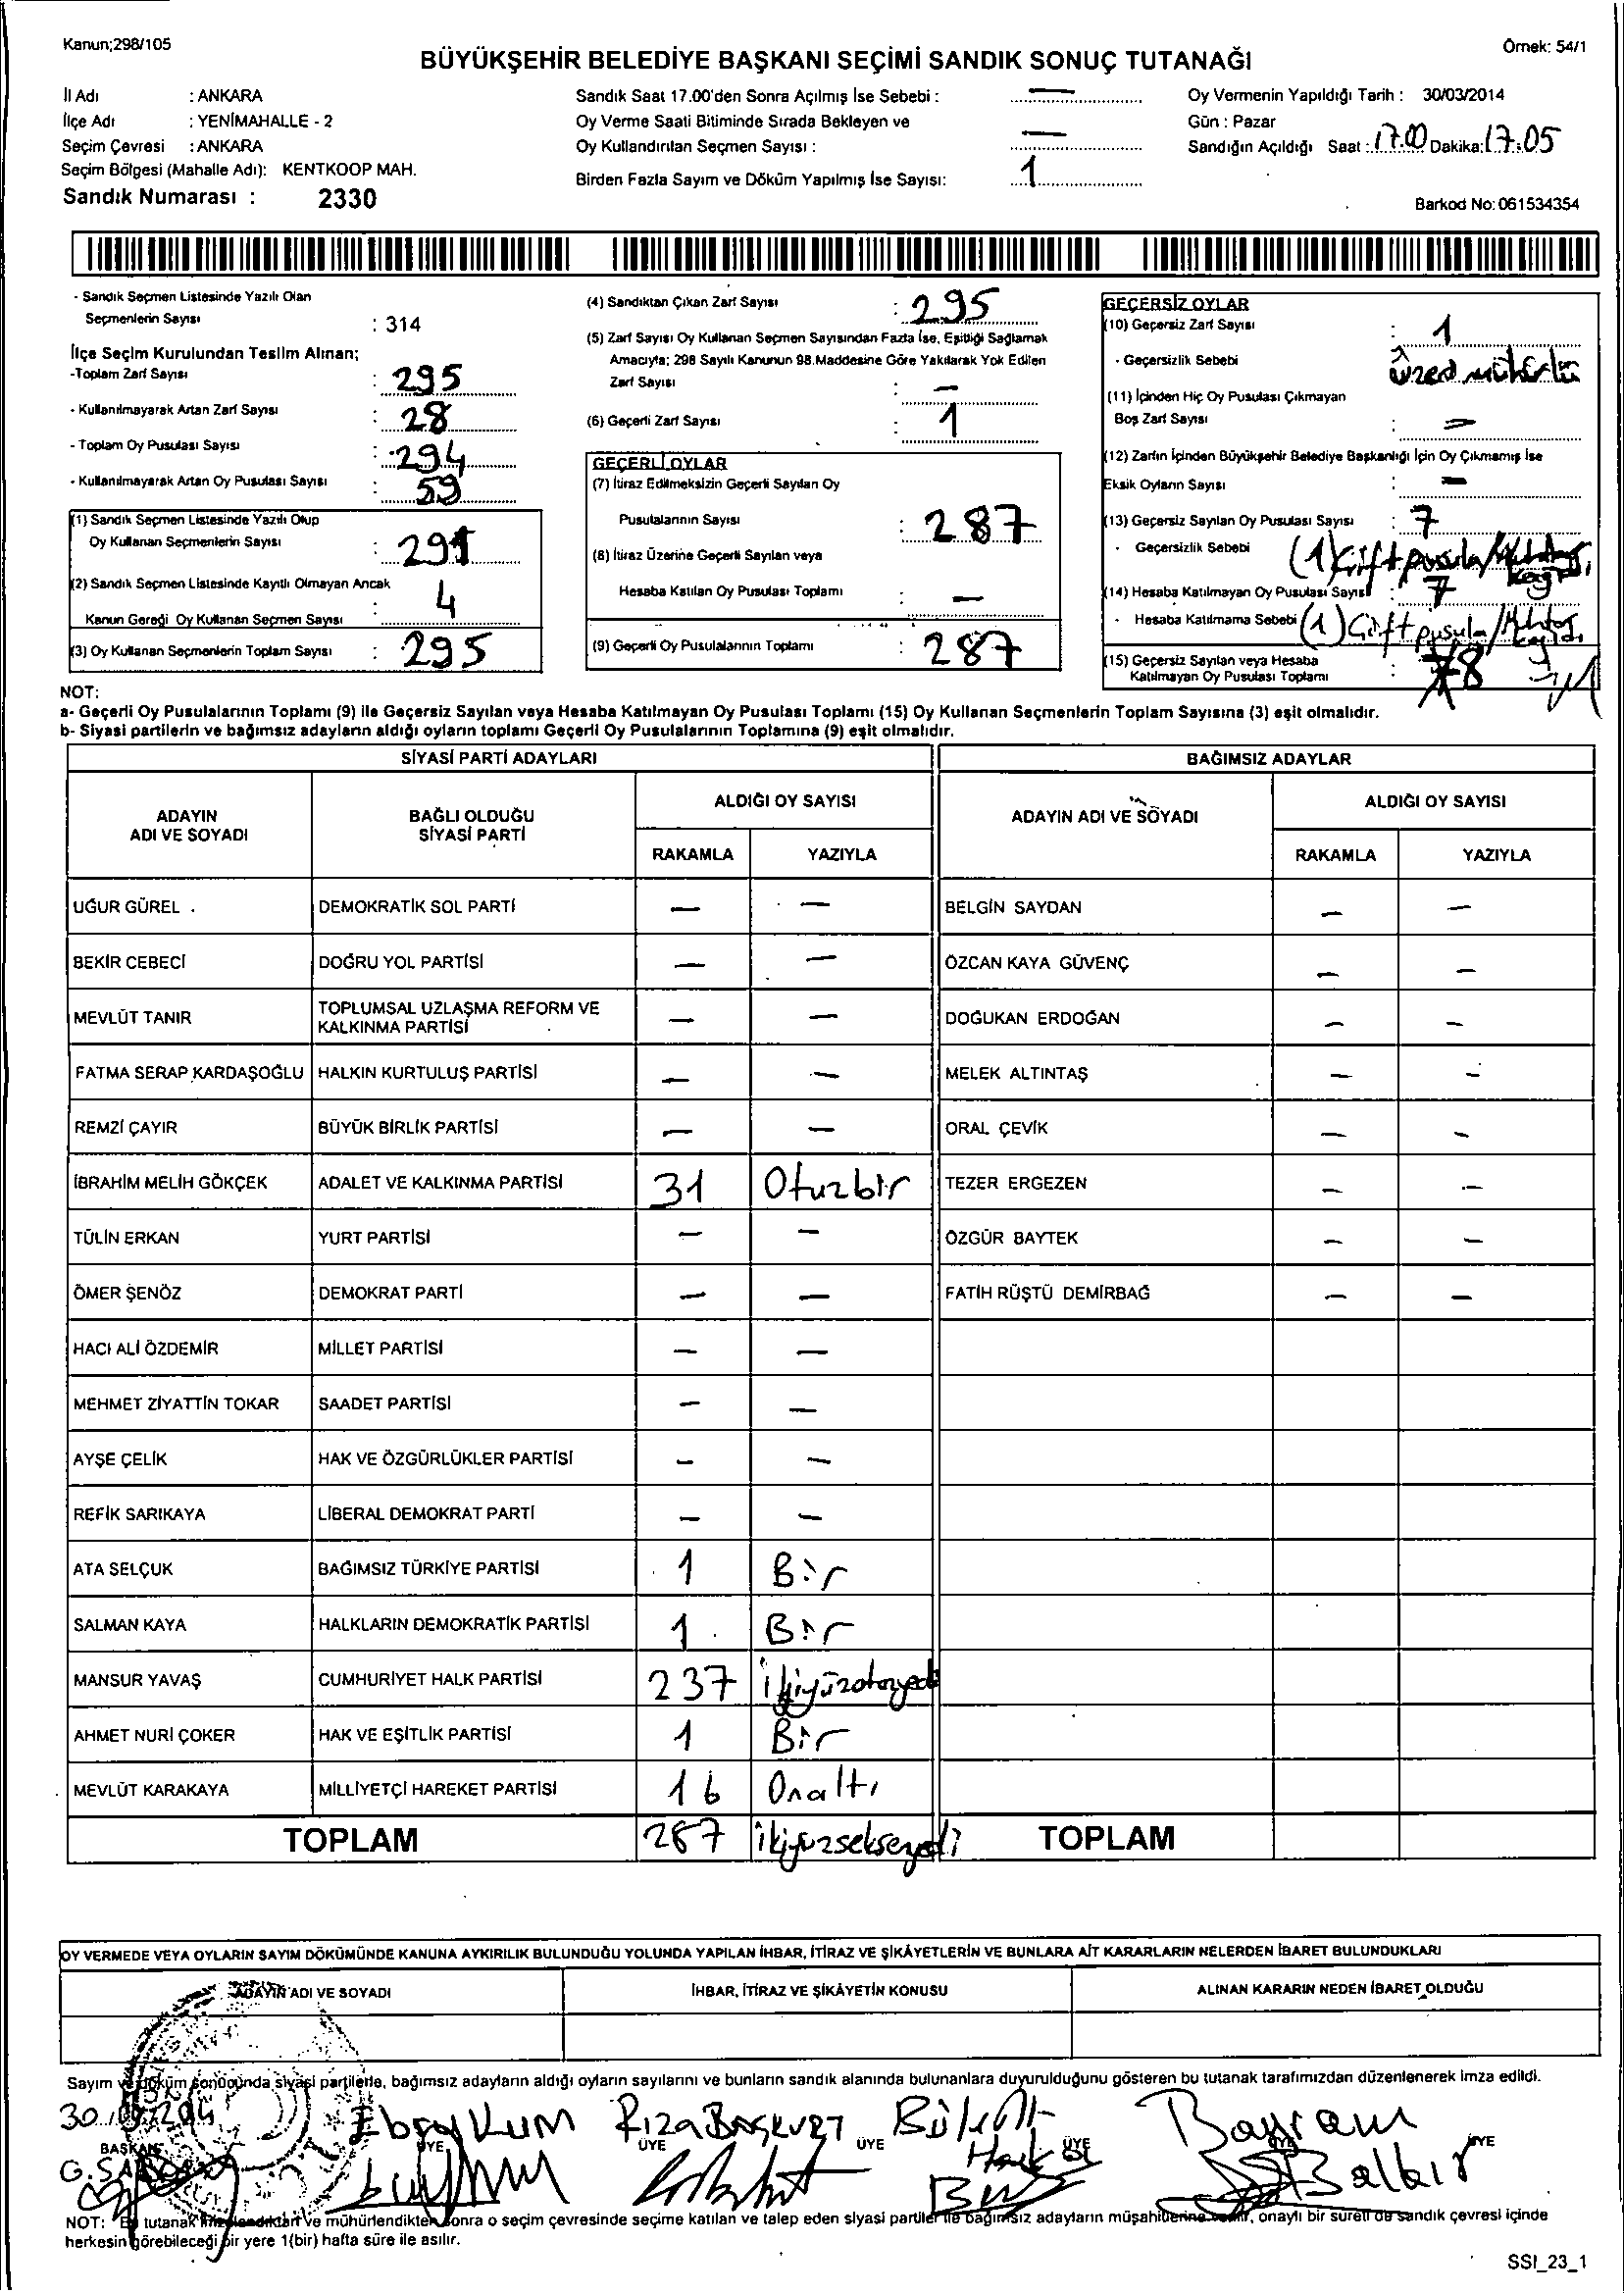 Kanun;298/105
Örnek: 54/1
BÜYÜKŞEHİR BELEDİYE BAŞKANI SEÇİMİ SANDIK SONUÇ TUTANAĞI
İl Adı : ANKARA
İlçe Adı : YENİMAHALLE - 2
Seçim Çevresi : ANKARA
Seçim Bölgesi (Mahalle Adı): KENTKOOP MAH.
Sandık Numarası : 2330
Sandık Saat 17.00'den Sonra Açılmış İse Sebebi : —
Oy Verme Saati Bitiminde Sırada Bekleyen ve
Oy Kullandırılan Seçmen Sayısı : —
Birden Fazla Sayım ve Döküm Yapılmış İse Sayısı: 1
Oy Vermenin Yapıldığı Tarih : 30/03/2014
Gün : Pazar
Sandığın Açıldığı Saat : 17.00 Dakika: 17:05
Barkod No: 061534354
- Sandık Seçmen Listesinde Yazılı Olan
Seçmenlerin Sayısı : 314
İlçe Seçim Kurulundan Teslim Alınan;
-Toplam Zarf Sayısı : 295
- Kullanılmayarak Artan Zarf Sayısı : 28
- Toplam Oy Pusulası Sayısı : 294
- Kullanılmayarak Artan Oy Pusulası Sayısı : 59
(1) Sandık Seçmen Listesinde Yazılı Olup
Oy Kullanan Seçmenlerin Sayısı : 291
(2) Sandık Seçmen Listesinde Kayıtlı Olmayan Ancak
Kanun Gereği Oy Kullanan Seçmen Sayısı : 4
(3) Oy Kullanan Seçmenlerin Toplam Sayısı : 295
(4) Sandıktan Çıkan Zarf Sayısı : 295
(5) Zarf Sayısı Oy Kullanan Seçmen Sayısından Fazla İse, Eşitliği Sağlamak
Amacıyla; 298 Sayılı Kanunun 98.Maddesine Göre Yakılarak Yok Edilen
Zarf Sayısı : —
(6) Geçerli Zarf Sayısı : 1
GEÇERLİ OYLAR
(7) İtiraz Edilmeksizin Geçerli Sayılan Oy
Pusulalarının Sayısı : 287
(8) İtiraz Üzerine Geçerli Sayılan veya
Hesaba Katılan Oy Pusulası Toplamı : —
(9) Geçerli Oy Pusulalarının Toplamı : 287
GEÇERSİZ OYLAR
(10) Geçersiz Zarf Sayısı : 1
- Geçersizlik Sebebi üzeri mühürlü
(11) İçinden Hiç Oy Pusulası Çıkmayan
Boş Zarf Sayısı : —
(12) Zarfın İçinden Büyükşehir Belediye Başkanlığı İçin Oy Çıkmamış İse
Eksik Oyların Sayısı : —
(13) Geçersiz Sayılan Oy Pusulası Sayısı : 7
- Geçersizlik Sebebi (1) Çift pusula/Muhtar kağıdı
(14) Hesaba Katılmayan Oy Pusulası Sayısı : 7
- Hesaba Katılmama Sebebi (1) Çift pusula/Muhtar kağıdı
(15) Geçersiz Sayılan veya Hesaba
Katılmayan Oy Pusulası Toplamı : 8
NOT:
a- Geçerli Oy Pusulalarının Toplamı (9) ile Geçersiz Sayılan veya Hesaba Katılmayan Oy Pusulası Toplamı (15) Oy Kullanan Seçmenlerin Toplam Sayısına (3) eşit olmalıdır.
b- Siyasi partilerin ve bağımsız adayların aldığı oyların toplamı Geçerli Oy Pusulalarının Toplamına (9) eşit olmalıdır.
SİYASİ PARTİ ADAYLARI
BAĞIMSIZ ADAYLAR
ADAYIN ADI VE SOYADI
BAĞLI OLDUĞU SİYASİ PARTİ
ALDIĞI OY SAYISI
RAKAMLA YAZIYLA
ADAYIN ADI VE SOYADI
ALDIĞI OY SAYISI
RAKAMLA YAZIYLA
UĞUR GÜREL DEMOKRATİK SOL PARTİ — — BELGİN SAYDAN — —
BEKİR CEBECİ DOĞRU YOL PARTİSİ — — ÖZCAN KAYA GÜVENÇ — —
MEVLÜT TANIR TOPLUMSAL UZLAŞMA REFORM VE KALKINMA PARTİSİ — — DOĞUKAN ERDOĞAN — —
FATMA SERAP KARDAŞOĞLU HALKIN KURTULUŞ PARTİSİ — — MELEK ALTINTAŞ — —
REMZİ ÇAYIR BÜYÜK BİRLİK PARTİSİ — — ORAL ÇEVİK — —
İBRAHİM MELİH GÖKÇEK ADALET VE KALKINMA PARTİSİ 31 Otuzbir TEZER ERGEZEN — —
TÜLİN ERKAN YURT PARTİSİ — — ÖZGÜR BAYTEK — —
ÖMER ŞENÖZ DEMOKRAT PARTİ — — FATİH RÜŞTÜ DEMİRBAĞ — —
HACI ALİ ÖZDEMİR MİLLET PARTİSİ — —
MEHMET ZİYATTİN TOKAR SAADET PARTİSİ — —
AYŞE ÇELİK HAK VE ÖZGÜRLÜKLER PARTİSİ — —
REFİK SARIKAYA LİBERAL DEMOKRAT PARTİ — —
ATA SELÇUK BAĞIMSIZ TÜRKİYE PARTİSİ 1 Bir
SALMAN KAYA HALKLARIN DEMOKRATİK PARTİSİ 1 Bir
MANSUR YAVAŞ CUMHURİYET HALK PARTİSİ 237 ikiyüzotuzyedi
AHMET NURİ ÇOKER HAK VE EŞİTLİK PARTİSİ 1 Bir
MEVLÜT KARAKAYA MİLLİYETÇİ HAREKET PARTİSİ 16 Onaltı
TOPLAM 287 ikiyüzseksenyedi TOPLAM
OY VERMEDE VEYA OYLARIN SAYIM DÖKÜMÜNDE KANUNA AYKIRILIK BULUNDUĞU YOLUNDA YAPILAN İHBAR, İTİRAZ VE ŞİKÂYETLERİN VE BUNLARA AİT KARARLARIN NELERDEN İBARET BULUNDUKLARI
ADAYIN ADI VE SOYADI
İHBAR, İTİRAZ VE ŞİKÂYETİN KONUSU
ALINAN KARARIN NEDEN İBARET OLDUĞU
Sayım ve döküm sonucunda siyasi partilerle, bağımsız adayların aldığı oyların sayılarını ve bunların sandık alanında bulunanlara duyurulduğunu gösteren bu tutanak tarafımızdan düzenlenerek imza edildi.
Rıza Bozkurt Bülent Bayram
BAŞKAN ÜYE ÜYE ÜYE ÜYE ÜYE ÜYE
Balbır
NOT: Bu tutanak imzalandıktan ve mühürlendikten sonra o seçim çevresinde seçime katılan ve talep eden siyasi partiler ile bağımsız adayların müşahitlerine verilir, onaylı bir sureti de sandık çevresi içinde
herkesin görebileceği bir yere 1(bir) hafta süre ile asılır.
SSI_23_1